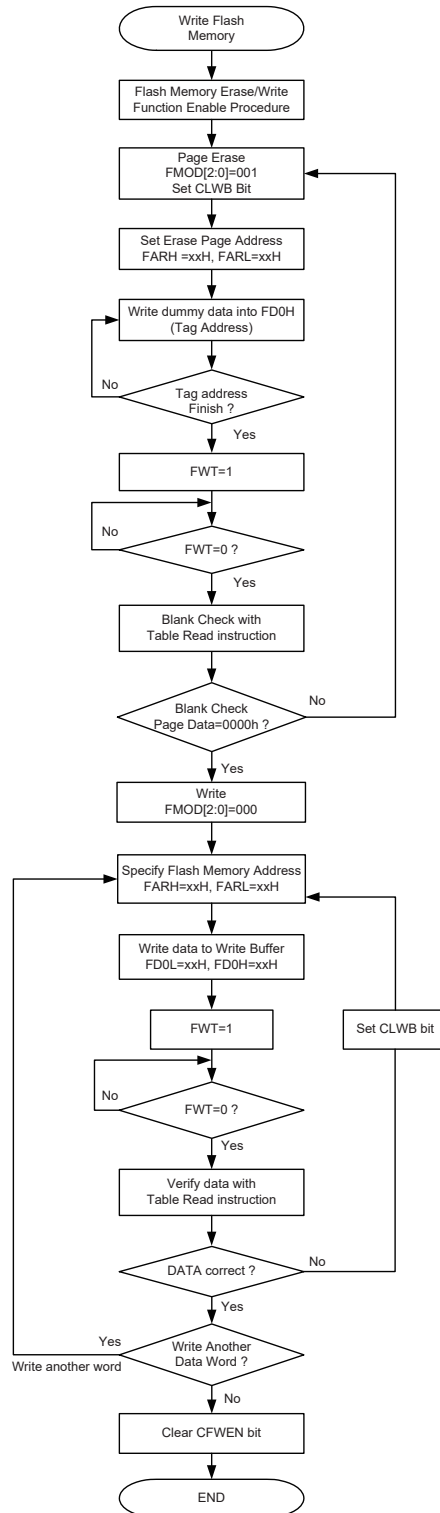 Write Flash
Memory
Flash Memory Erase/Write
Function Enable Procedure
Page Erase
FMOD[2:0]=001
Set CLWB Bit
Set Erase Page Address
FARH =xxH, FARL=xxH
Write dummy data into FD0H
(Tag Address)
No
Tag address
Finish ?
Yes
FWT=1
No
FWT=0 ?
Yes
Blank Check with
Table Read instruction
No
Blank Check
Page Data=0000h ?
Yes
Write
FMOD[2:0]=000
Specify Flash Memory Address
FARH=xxH, FARL=xxH
Write data to Write Buffer
FD0L=xxH, FD0H=xxH
FWT=1
Set CLWB bit
No
FWT=0 ?
Yes
Verify data with
Table Read instruction
No
DATA correct ?
Yes
Yes
Write another word
Write Another
Data Word ?
No
Clear CFWEN bit
END